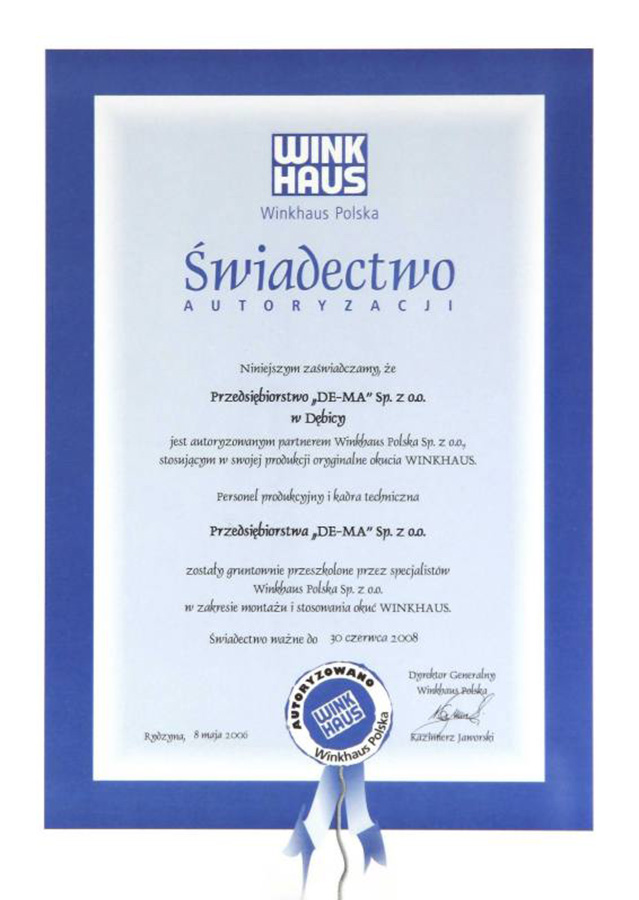 WINK
HAUS
Winkhaus Polska
Świadectwo
AUTORYZACJI
Niniejszym zaświadczamy, że
Przedsiębiorstwo „DE-MA” Sp. z o.o.
w Dębicy
jest autoryzowanym partnerem Winkhaus Polska Sp. z o.o.,
stosującym w swojej produkcji oryginalne okucia WINKHAUS.
Personel produkcyjny i kadra techniczna
Przedsiębiorstwa „DE-MA” Sp. z o.o.
zostały gruntownie przeszkolone przez specjalistów
Winkhaus Polska Sp. z o.o.
w zakresie montażu i stosowania okuć WINKHAUS.
Świadectwo ważne do 30 czerwca 2008
AUTORYZOWANO
WINK
HAUS
Winkhaus Polska
Dyrektor Generalny
Winkhaus Polska
Kazimierz Jaworski
Rydzyna, 8 maja 2006